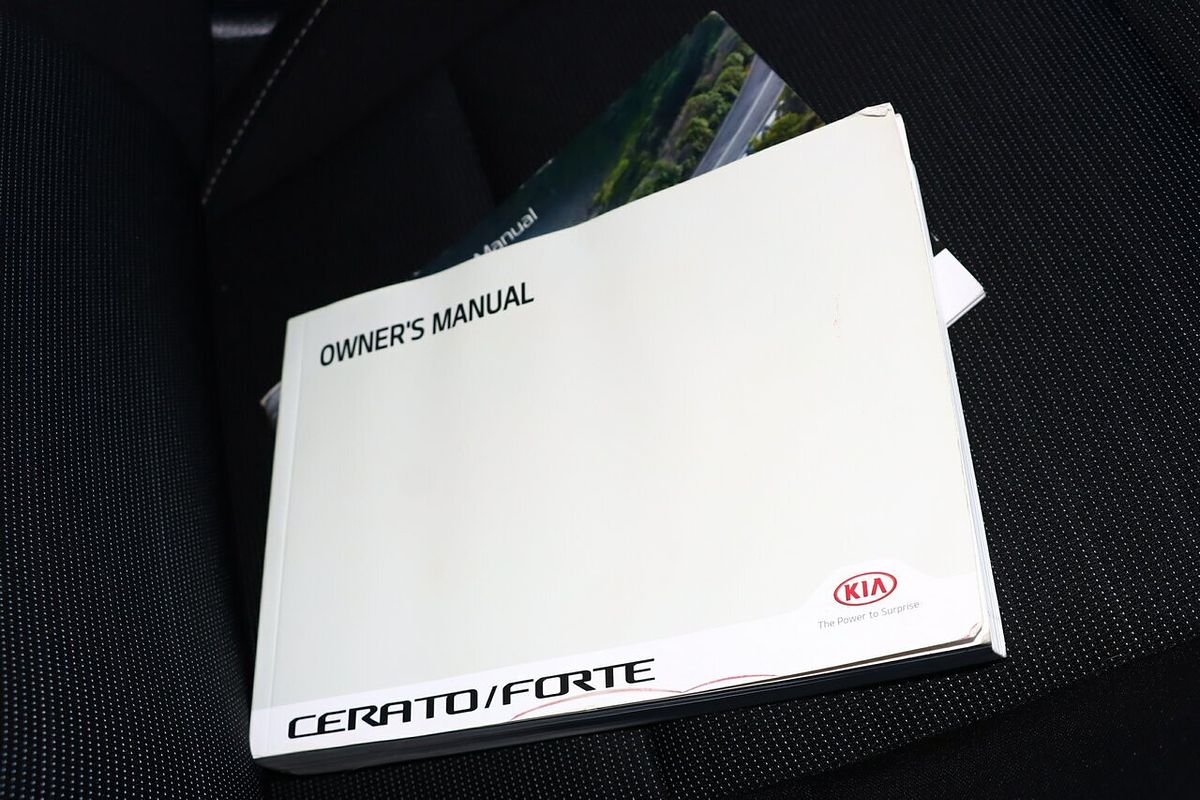 Manual
OWNER'S MANUAL
KIA
The Power to Surprise
CERATO/FORTE